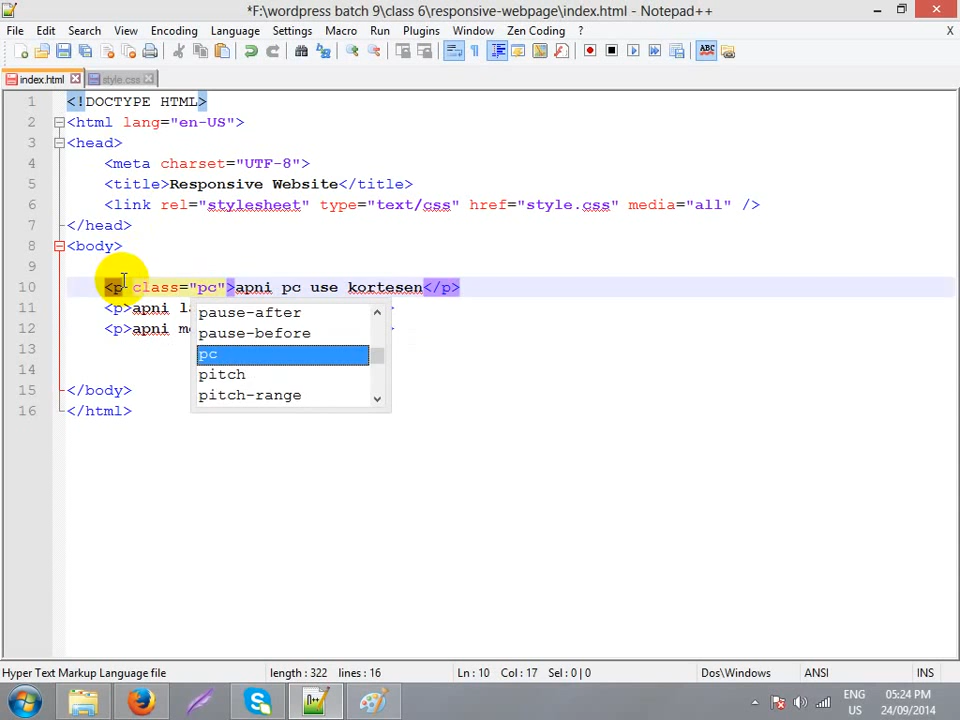 *F:\wordpress batch 9\class 6\responsive-webpage\index.html - Notepad++
File Edit Search View Encoding Language Settings Macro Run Plugins Window Zen Coding ? X
index.html style.css
1 <!DOCTYPE HTML>
2 <html lang="en-US">
3 <head>
4 <meta charset="UTF-8">
5 <title>Responsive Website</title>
6 <link rel="stylesheet" type="text/css" href="style.css" media="all" />
7 </head>
8 <body>
9
10 <p class="pc">apni pc use kortesen</p>
11 <p>apni
pause-after
12 <p>apni
pause-before
13
pc
14
pitch
15 </body>
pitch-range
16 </html>
Hyper Text Markup Language file length : 322 lines : 16 Ln : 10 Col : 17 Sel : 0 | 0 Dos\Windows ANSI INS
ENG 05:24 PM
US 24/09/2014